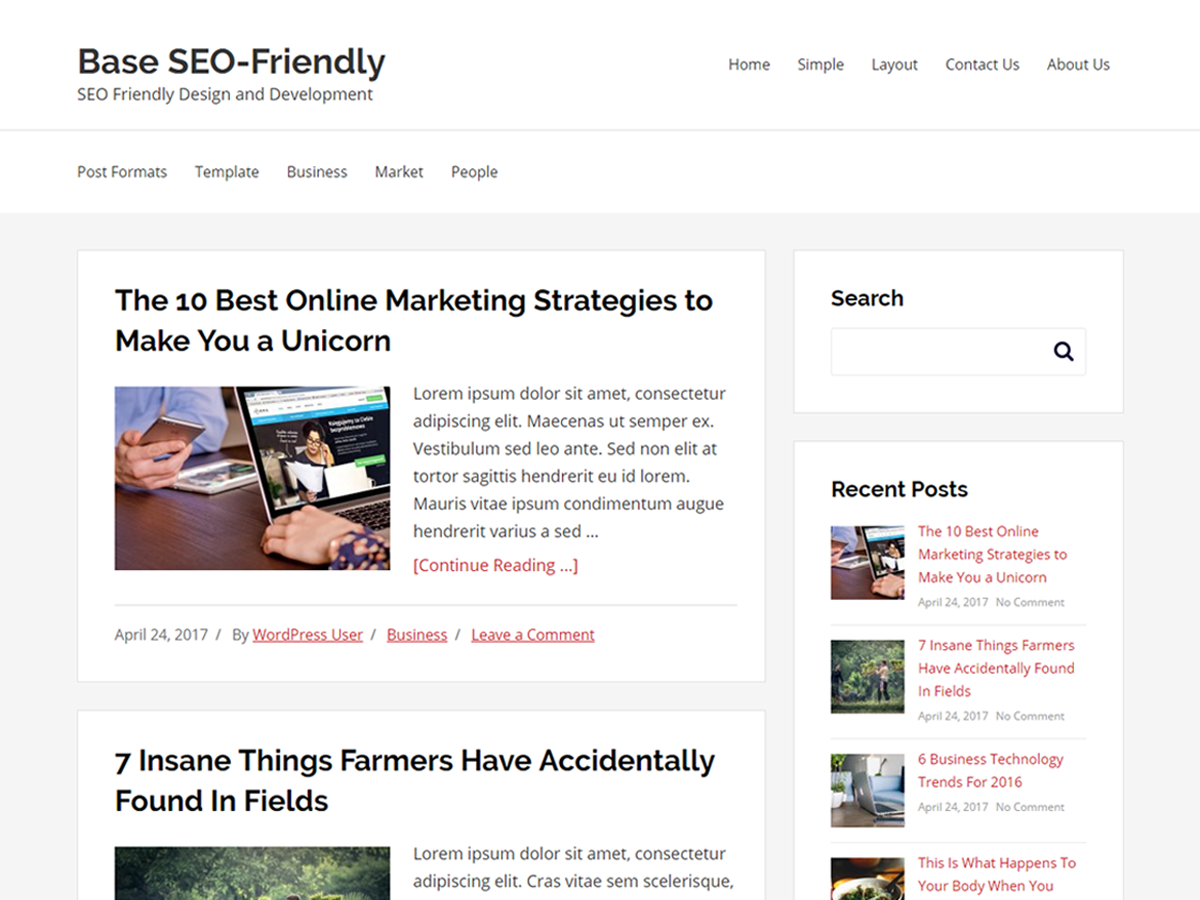 Base SEO-Friendly
SEO Friendly Design and Development
Home Simple Layout Contact Us About Us
Post Formats Template Business Market People
The 10 Best Online Marketing Strategies to
Make You a Unicorn
Lorem ipsum dolor sit amet, consectetur
adipiscing elit. Maecenas ut semper ex.
Vestibulum sed leo ante. Sed non elit at
tortor sagittis hendrerit eu id lorem.
Mauris vitae ipsum condimentum augue
hendrerit varius a sed ...
[Continue Reading ...]
April 24, 2017 / By WordPress User / Business / Leave a Comment
7 Insane Things Farmers Have Accidentally
Found In Fields
Lorem ipsum dolor sit amet, consectetur
adipiscing elit. Cras vitae sem scelerisque,
Search
Recent Posts
The 10 Best Online
Marketing Strategies to
Make You a Unicorn
April 24, 2017 No Comment
7 Insane Things Farmers
Have Accidentally Found
In Fields
April 24, 2017 No Comment
6 Business Technology
Trends For 2016
April 24, 2017 No Comment
This Is What Happens To
Your Body When You